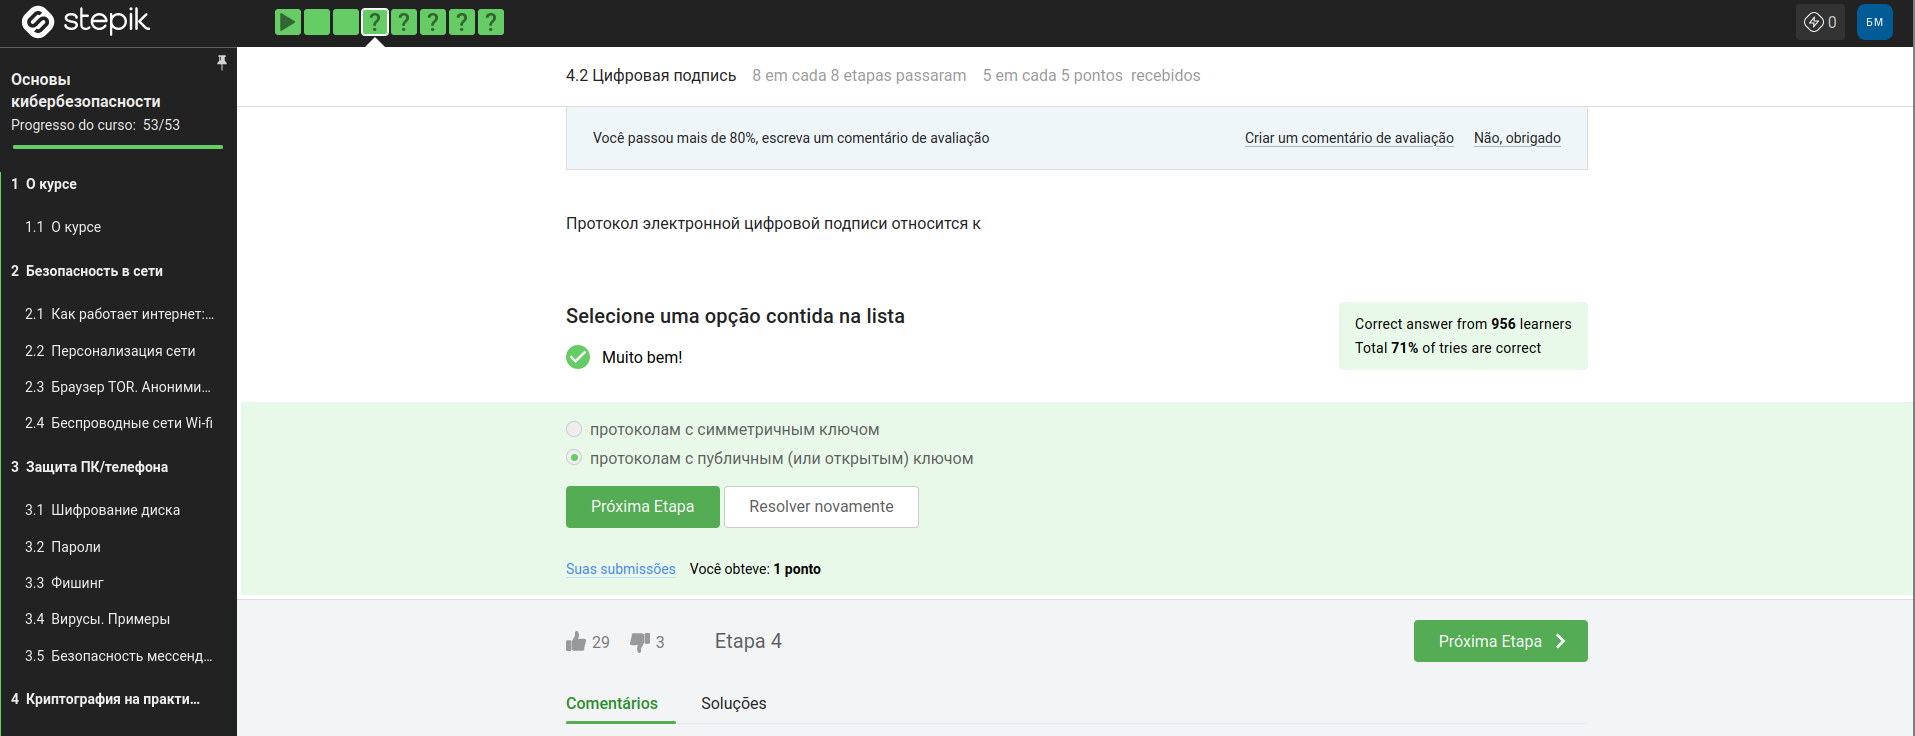 stepik
? ? ? ? ?
0
БМ
Основы
кибербезопасности
Progresso do curso: 53/53
1 О курсе
1.1 О курсе
2 Безопасность в сети
2.1 Как работает интернет:...
2.2 Персонализация сети
2.3 Браузер TOR. Аноними...
2.4 Беспроводные сети Wi-fi
3 Защита ПК/телефона
3.1 Шифрование диска
3.2 Пароли
3.3 Фишинг
3.4 Вирусы. Примеры
3.5 Безопасность мессенд...
4 Криптография на практи...
4.2 Цифровая подпись 8 em cada 8 etapas passaram 5 em cada 5 pontos recebidos
Você passou mais de 80%, escreva um comentário de avaliação Criar um comentário de avaliação Não, obrigado
Протокол электронной цифровой подписи относится к
Selecione uma opção contida na lista
Muito bem!
Correct answer from 956 learners
Total 71% of tries are correct
протоколам с симметричным ключом
протоколам с публичным (или открытым) ключом
Próxima Etapa Resolver novamente
Suas submissões Você obteve: 1 ponto
29 3 Etapa 4 Próxima Etapa
Comentários Soluções